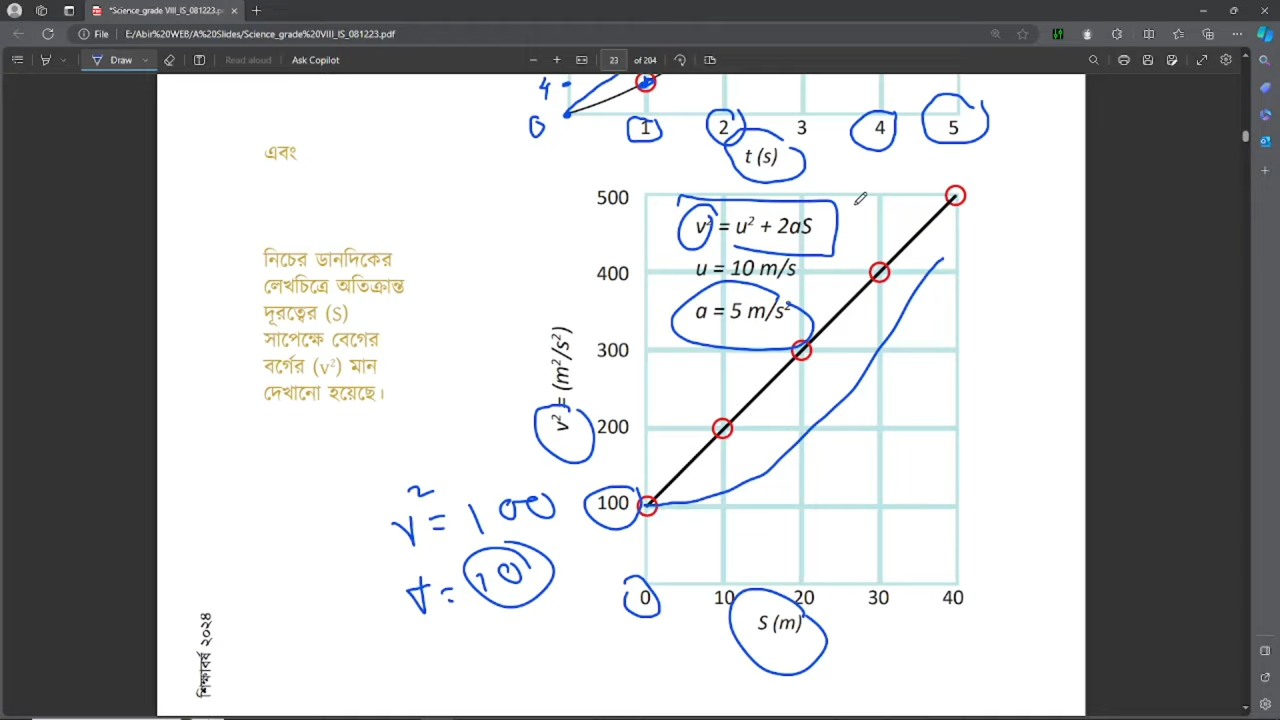 *Science_grade VIII_IS_081223.p
File E:/Abir%20WEB/A%20Slides/Science_grade%20VIII_IS_081223.pdf
Draw Read aloud Ask Copilot 23 of 204
4
0 1 2 3 4 5
t (s)
এবং
নিচের ডানদিকের
লেখচিত্রে অতিক্রান্ত
দূরত্বের (S)
সাপেক্ষে বেগের
বর্গের (v²) মান
দেখানো হয়েছে।
500
v² = u² + 2aS
u = 10 m/s
400
a = 5 m/s²
300
v² = (m²/s²)
200
100
v² = 100
v = 10
0 10 20 30 40
S (m)
শিক্ষাবর্ষ ২০২৪